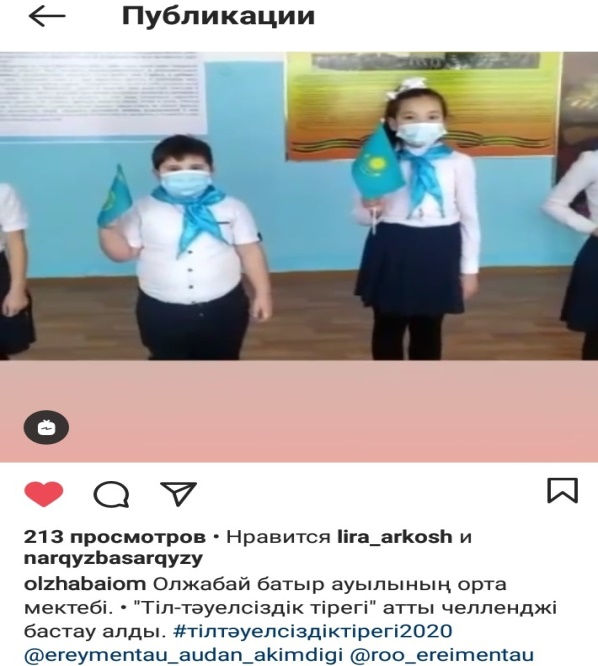 Публикации
213 просмотров • Нравится lira_arkosh и
narqyzbasarqyzy
olzhabaiom Олжабай батыр ауылының орта
мектебі. • "Тіл-тәуелсіздік тірегі" атты челленджі
бастау алды. #тілтәуелсіздіктірегі2020
@ereymentau_audan_akimdigi @roo_ereimentau